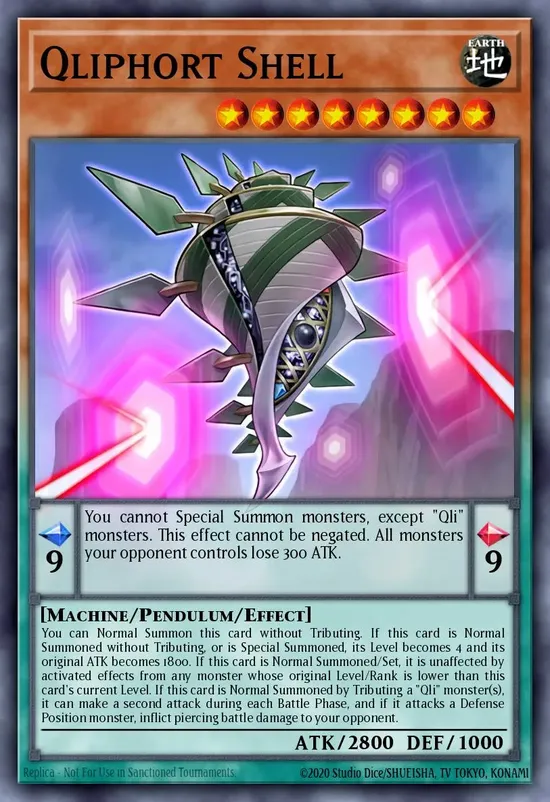 Qliphort Shell
EARTH
地
9
You cannot Special Summon monsters, except "Qli"
monsters. This effect cannot be negated. All monsters
your opponent controls lose 300 ATK.
9
[Machine/Pendulum/Effect]
You can Normal Summon this card without Tributing. If this card is Normal
Summoned without Tributing, or is Special Summoned, its Level becomes 4 and its
original ATK becomes 1800. If this card is Normal Summoned/Set, it is unaffected by
activated effects from any monster whose original Level/Rank is lower than this
card's current Level. If this card is Normal Summoned by Tributing a "Qli" monster(s),
it can make a second attack during each Battle Phase, and if it attacks a Defense
Position monster, inflict piercing battle damage to your opponent.
ATK/2800 DEF/1000
Replica - Not For Use in Sanctioned Tournaments
©2020 Studio Dice/SHUEISHA, TV TOKYO, KONAMI